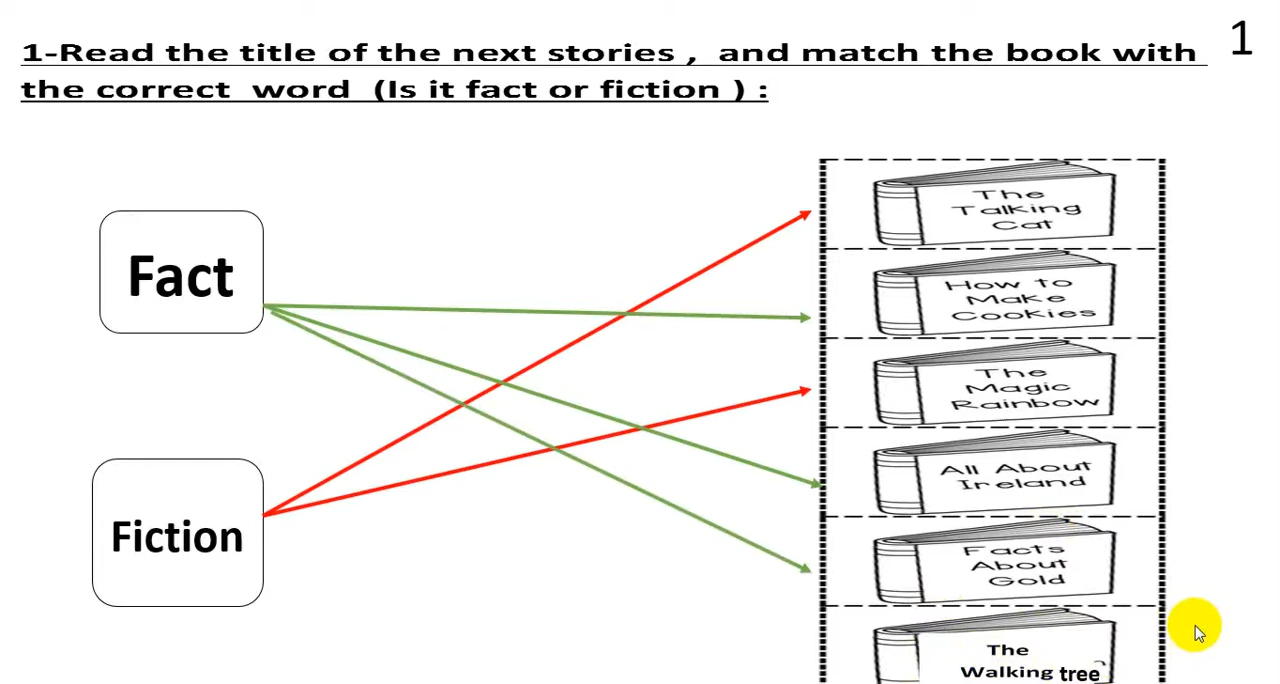 1
1-Read the title of the next stories , and match the book with
the correct word (Is it fact or fiction ) :
Fact
Fiction
The
Talking
Cat
How to
Make
Cookies
The
Magic
Rainbow
All About
Ireland
Facts
About
Gold
The
Walking tree